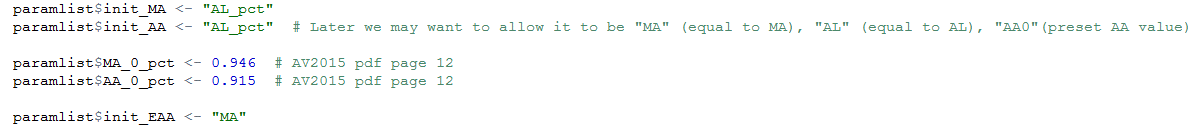 paramlist$init_MA <- "AL_pct"
paramlist$init_AA <- "AL_pct"  # Later we may want to allow it to be "MA" (equal to MA), "AL" (equal to AL), "AA0"(preset AA value)
paramlist$MA_0_pct <- 0.946  # AV2015 pdf page 12
paramlist$AA_0_pct <- 0.915  # AV2015 pdf page 12
paramlist$init_EAA <- "MA"